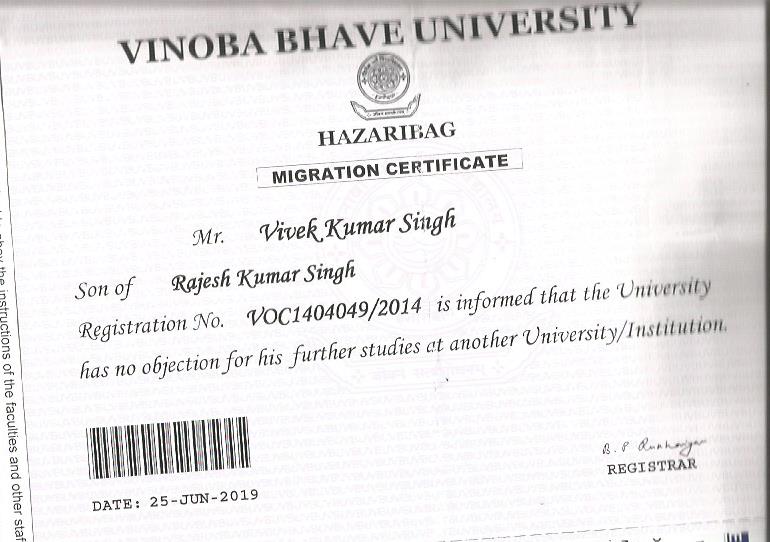 VINOBA BHAVE UNIVERSITY
HAZARIBAG
MIGRATION CERTIFICATE
Mr. Vivek Kumar Singh
Son of Rajesh Kumar Singh
Registration No. VOC1404049/2014 is informed that the University
has no objection for his further studies at another University/Institution.
REGISTRAR
DATE: 25-JUN-2019
the instructions of the faculties and other staf